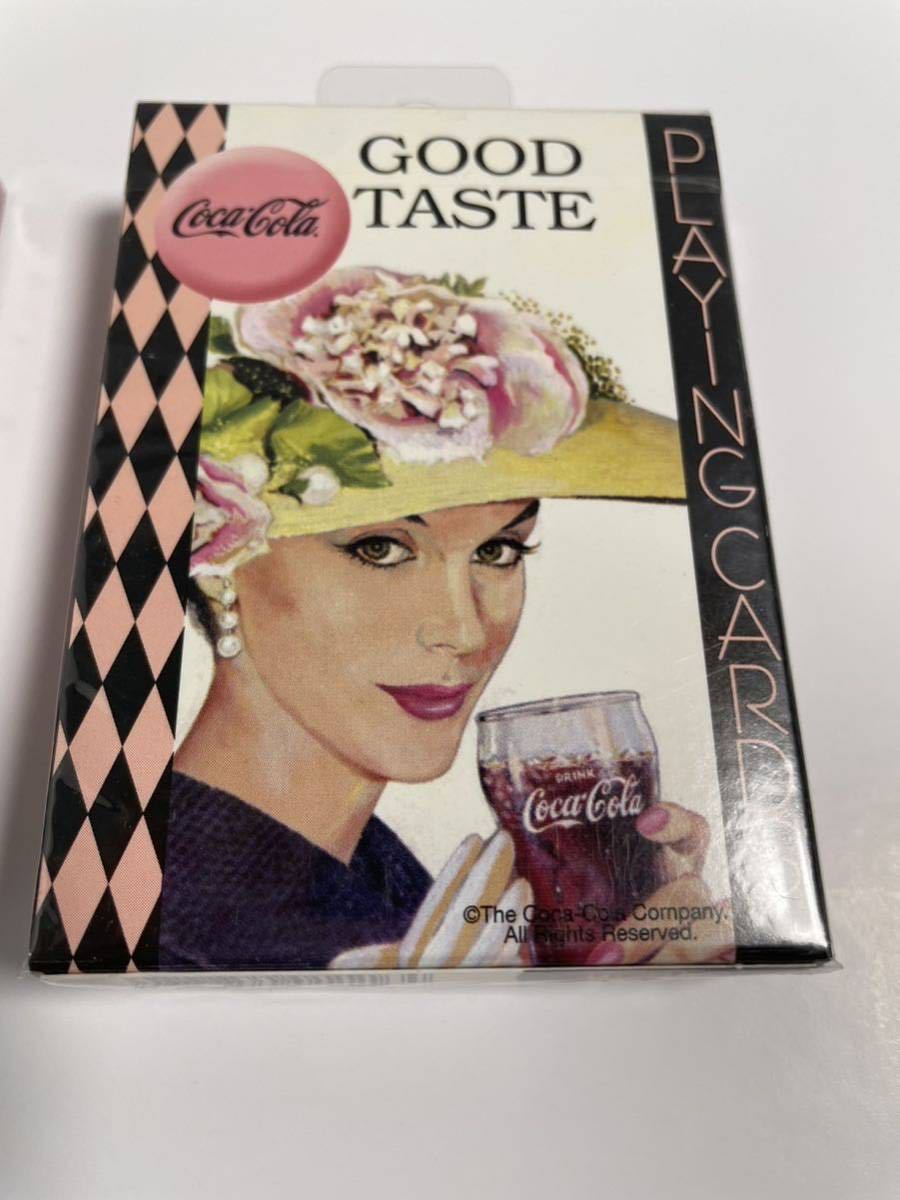 GOOD
TASTE
Coca-Cola
PLAYING CARDS
DRINK
Coca-Cola
©The Coca-Cola Company.
All Rights Reserved.